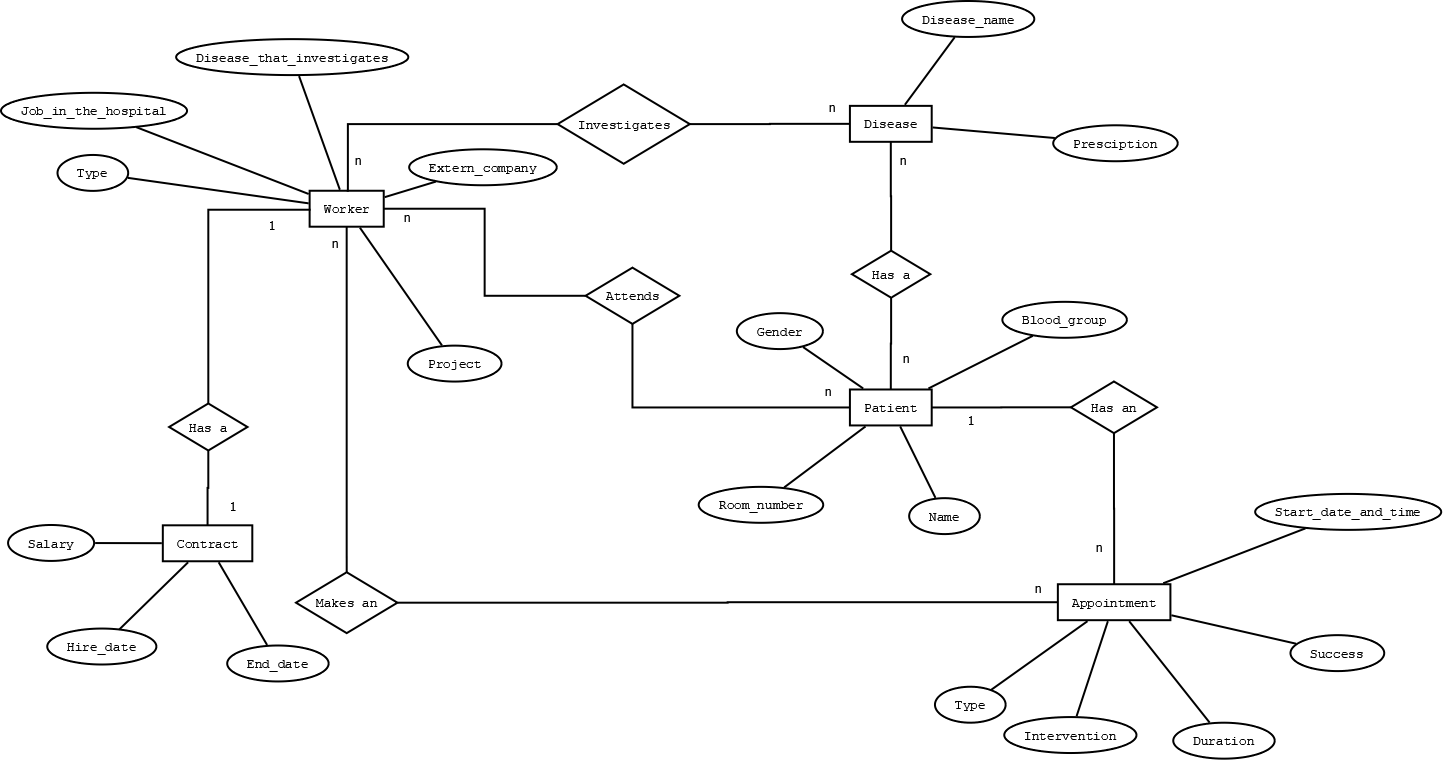 Disease_name
Disease_that_investigates
Job_in_the_hospital
n
Investigates
Disease
Presciption
n
Extern_company
n
Type
Worker
n
1
n
Has a
Attends
Blood_group
Gender
n
Project
n
Patient
Has an
1
Has a
Room_number
Name
1
Start_date_and_time
Salary
Contract
n
n
Makes an
Appointment
Hire_date
End_date
Success
Type
Intervention
Duration